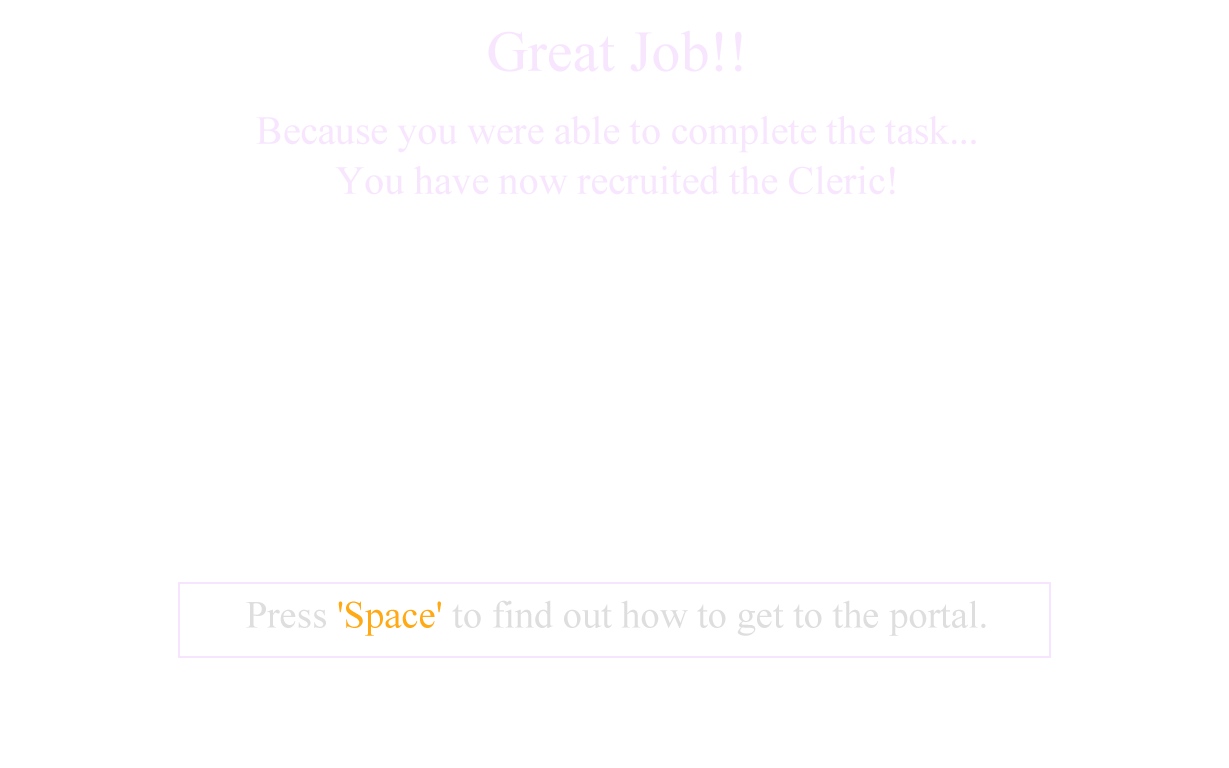 Great Job!!
Because you were able to complete the task...
You have now recruited the Cleric!
Press 'Space' to find out how to get to the portal.